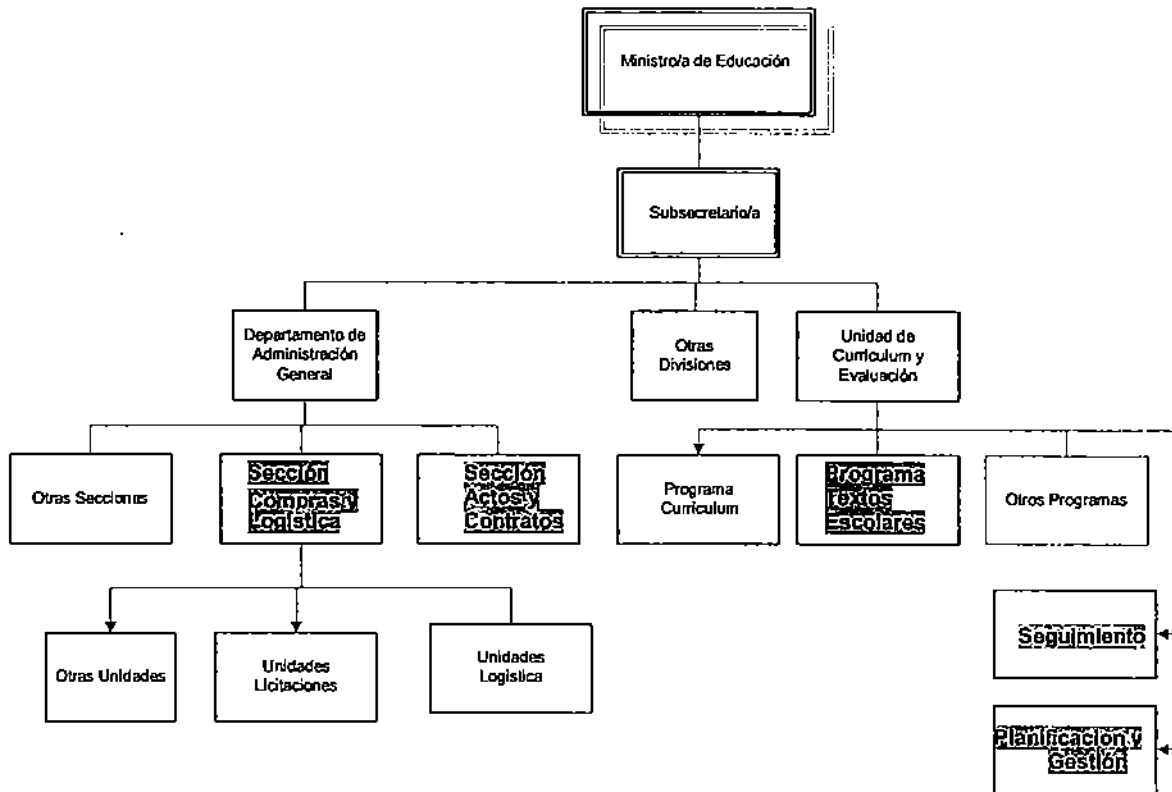 Ministro/a de Educación
Subsecretario/a
Departamento de
Administración
General
Otras
Divisiones
Unidad de
Curriculum y
Evaluación
Otras Secciones
Sección
Compras y
Logística
Sección
Actos y
Contratos
Programa
Curriculum
Programa
Textos
Escolares
Otros Programas
Otras Unidades
Unidades
Licitaciones
Unidades
Logística
Seguimiento
Planificación y
Gestión